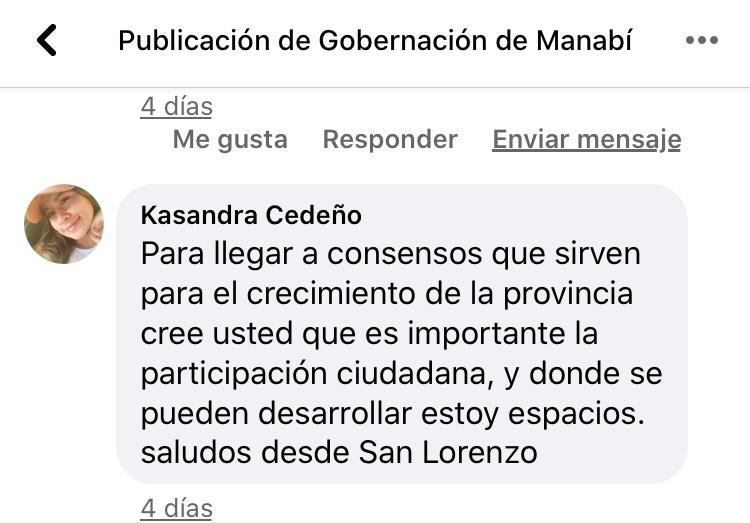 Publicación de Gobernación de Manabí
4 días
Me gusta Responder Enviar mensaje
Kasandra Cedeño
Para llegar a consensos que sirven
para el crecimiento de la provincia
cree usted que es importante la
participación ciudadana, y donde se
pueden desarrollar estoy espacios.
saludos desde San Lorenzo
4 días